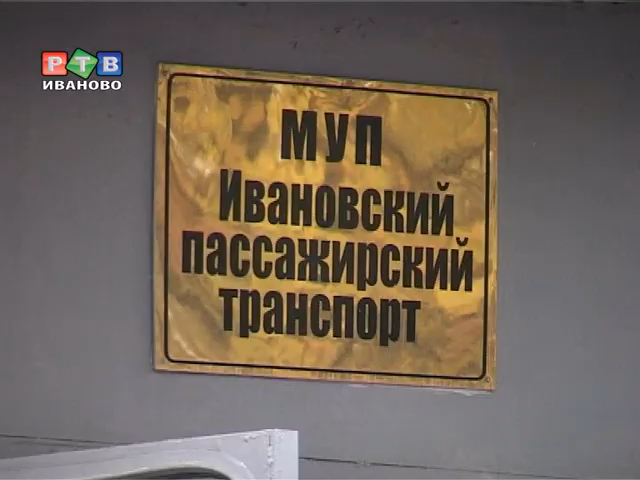 РТВ
ИВАНОВО
МУП
Ивановский
пассажирский
транспорт